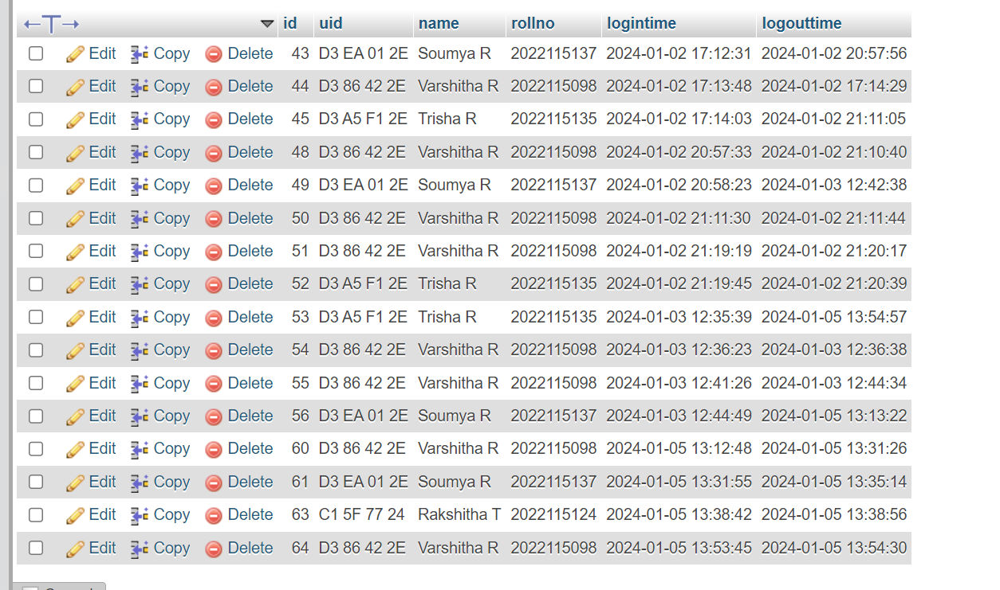 ←T→ id uid name rollno logintime logouttime
Edit Copy Delete 43 D3 EA 01 2E Soumya R 2022115137 2024-01-02 17:12:31 2024-01-02 20:57:56
Edit Copy Delete 44 D3 86 42 2E Varshitha R 2022115098 2024-01-02 17:13:48 2024-01-02 17:14:29
Edit Copy Delete 45 D3 A5 F1 2E Trisha R 2022115135 2024-01-02 17:14:03 2024-01-02 21:11:05
Edit Copy Delete 48 D3 86 42 2E Varshitha R 2022115098 2024-01-02 20:57:33 2024-01-02 21:10:40
Edit Copy Delete 49 D3 EA 01 2E Soumya R 2022115137 2024-01-02 20:58:23 2024-01-03 12:42:38
Edit Copy Delete 50 D3 86 42 2E Varshitha R 2022115098 2024-01-02 21:11:30 2024-01-02 21:11:44
Edit Copy Delete 51 D3 86 42 2E Varshitha R 2022115098 2024-01-02 21:19:19 2024-01-02 21:20:17
Edit Copy Delete 52 D3 A5 F1 2E Trisha R 2022115135 2024-01-02 21:19:45 2024-01-02 21:20:39
Edit Copy Delete 53 D3 A5 F1 2E Trisha R 2022115135 2024-01-03 12:35:39 2024-01-05 13:54:57
Edit Copy Delete 54 D3 86 42 2E Varshitha R 2022115098 2024-01-03 12:36:23 2024-01-03 12:36:38
Edit Copy Delete 55 D3 86 42 2E Varshitha R 2022115098 2024-01-03 12:41:26 2024-01-03 12:44:34
Edit Copy Delete 56 D3 EA 01 2E Soumya R 2022115137 2024-01-03 12:44:49 2024-01-05 13:13:22
Edit Copy Delete 60 D3 86 42 2E Varshitha R 2022115098 2024-01-05 13:12:48 2024-01-05 13:31:26
Edit Copy Delete 61 D3 EA 01 2E Soumya R 2022115137 2024-01-05 13:31:55 2024-01-05 13:35:14
Edit Copy Delete 63 C1 5F 77 24 Rakshitha T 2022115124 2024-01-05 13:38:42 2024-01-05 13:38:56
Edit Copy Delete 64 D3 86 42 2E Varshitha R 2022115098 2024-01-05 13:53:45 2024-01-05 13:54:30